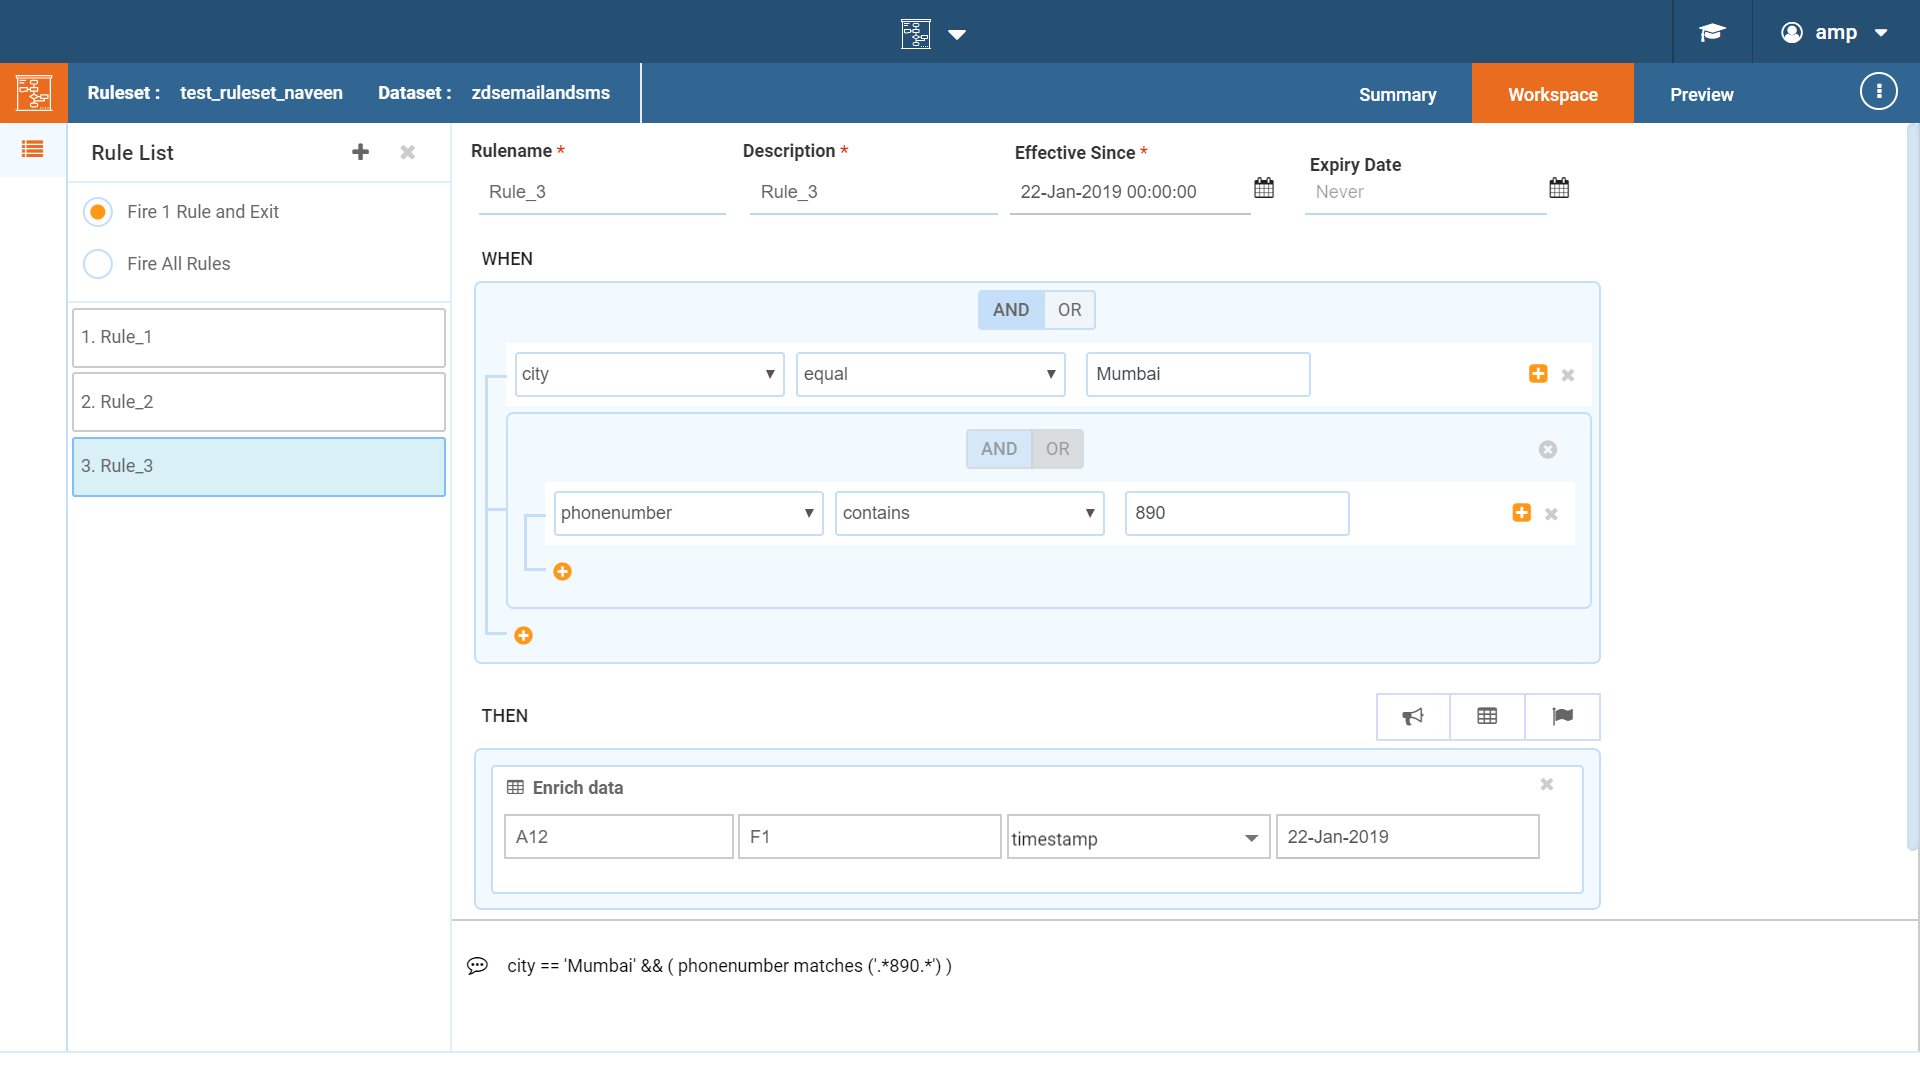 amp
Ruleset : test_ruleset_naveen Dataset : zdsemailandsms
Summary Workspace Preview
Rule List
Fire 1 Rule and Exit
Fire All Rules
1. Rule_1
2. Rule_2
3. Rule_3
Rulename * Description * Effective Since * Expiry Date
Rule_3 Rule_3 22-Jan-2019 00:00:00 Never
WHEN
AND OR
city equal Mumbai
AND OR
phonenumber contains 890
THEN
Enrich data
A12 F1 timestamp 22-Jan-2019
city == 'Mumbai' && ( phonenumber matches ('.*890.*') )